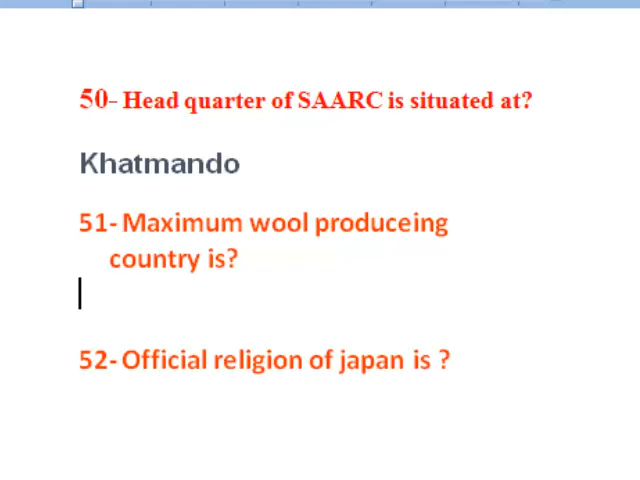 50- Head quarter of SAARC is situated at?
Khatmando
51- Maximum wool produceing
country is?
52- Official religion of japan is ?